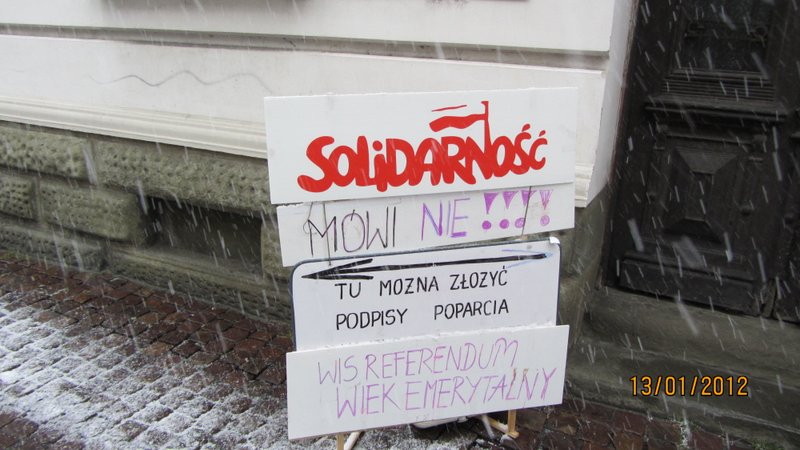 SOLiDARNOŚĆ
MÓWI NIE !!!!
TU MOZNA ZŁOZYĆ
PODPISY POPARCIA
WIS REFERENDUM
WIEK EMERYTALNY
13/01/2012